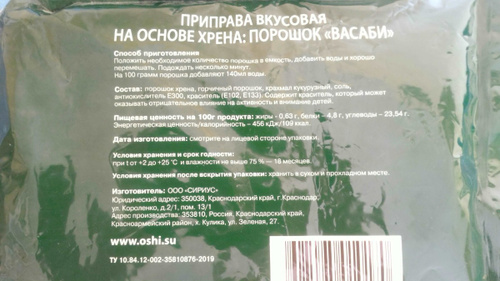 ПРИПРАВА ВКУСОВАЯ
НА ОСНОВЕ ХРЕНА: ПОРОШОК «ВАСАБИ»
Способ приготовления
Положить необходимое количество порошка в емкость, добавить воды и хорошо
перемешать. Подождать несколько минут.
На 100 грамм порошка добавляют 140мл воды.
Состав: порошок хрена, горчичный порошок, крахмал кукурузный, соль,
антиокислитель Е300, краситель (Е102, Е133). Содержит краситель, который может
оказывать отрицательное влияние на активность и внимание детей.
Пищевая ценность на 100г продукта: жиры - 0,63 г, белки – 4,8 г, углеводы – 23,54 г.
Энергетическая ценность/калорийность – 456 кДж/109 ккал.
Дата изготовления: смотрите на лицевой стороне упаковки.
Условия хранения и срок годности:
при t от +2 до +25°С и влажности не выше 75 % — 18 месяцев.
Условия хранения после вскрытия упаковки: хранить в сухом и прохладном месте.
Изготовитель: ООО «СИРИУС»
Юридический адрес: 350038, Краснодарский край, г.Краснодар,
ул. Короленко, д.2/1, пом. 13/1
Адрес производства: 353810, Россия, Краснодарский край,
Красноармейский район, х. Кулика, ул. Зеленая, 27.
www.oshi.su
ТУ 10.84.12-002-35810876-2019